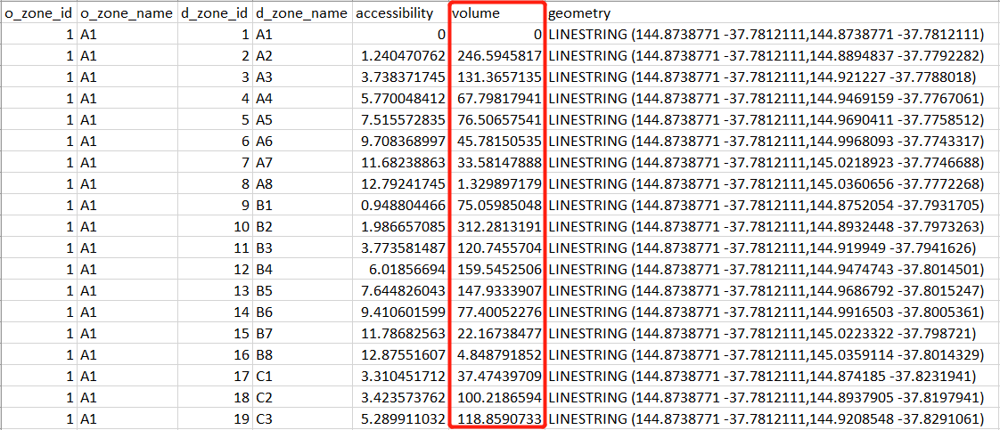 o_zone_id o_zone_name d_zone_id d_zone_name accessibility volume geometry
1 A1 1 A1 0 0 LINESTRING (144.8738771 -37.7812111,144.8738771 -37.7812111)
1 A1 2 A2 1.240470762 246.5945817 LINESTRING (144.8738771 -37.7812111,144.8894837 -37.7792282)
1 A1 3 A3 3.738371745 131.3657135 LINESTRING (144.8738771 -37.7812111,144.921227 -37.7788018)
1 A1 4 A4 5.770048412 67.79817941 LINESTRING (144.8738771 -37.7812111,144.9469159 -37.7767061)
1 A1 5 A5 7.515572835 76.50657541 LINESTRING (144.8738771 -37.7812111,144.9690411 -37.7758512)
1 A1 6 A6 9.708368997 45.78150535 LINESTRING (144.8738771 -37.7812111,144.9968093 -37.7743317)
1 A1 7 A7 11.68238863 33.58147888 LINESTRING (144.8738771 -37.7812111,145.0218923 -37.7746688)
1 A1 8 A8 12.79241745 1.329897179 LINESTRING (144.8738771 -37.7812111,145.0360656 -37.7772268)
1 A1 9 B1 0.948804466 75.05985048 LINESTRING (144.8738771 -37.7812111,144.8752054 -37.7931705)
1 A1 10 B2 1.986657085 312.2813191 LINESTRING (144.8738771 -37.7812111,144.8932448 -37.7973263)
1 A1 11 B3 3.773581487 120.7455704 LINESTRING (144.8738771 -37.7812111,144.919949 -37.7941626)
1 A1 12 B4 6.01856694 159.5452506 LINESTRING (144.8738771 -37.7812111,144.9474743 -37.8014501)
1 A1 13 B5 7.644826043 147.9333907 LINESTRING (144.8738771 -37.7812111,144.9686792 -37.8015247)
1 A1 14 B6 9.410601599 77.40052276 LINESTRING (144.8738771 -37.7812111,144.9916503 -37.8005361)
1 A1 15 B7 11.78682563 22.16738477 LINESTRING (144.8738771 -37.7812111,145.0223322 -37.798721)
1 A1 16 B8 12.87551607 4.848791852 LINESTRING (144.8738771 -37.7812111,145.0359114 -37.8014329)
1 A1 17 C1 3.310451712 37.47439709 LINESTRING (144.8738771 -37.7812111,144.874185 -37.8231941)
1 A1 18 C2 3.423573762 100.2186594 LINESTRING (144.8738771 -37.7812111,144.8937905 -37.8197941)
1 A1 19 C3 5.289911032 118.8590733 LINESTRING (144.8738771 -37.7812111,144.9208548 -37.8291061)